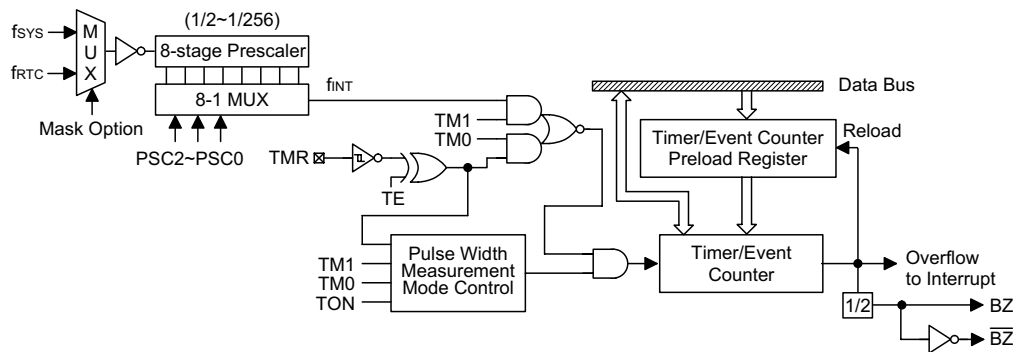 (1/2~1/256)
fSYS
MUX
8-stage Prescaler
fRTC
8-1 MUX
fINT
Data Bus
Mask Option
TM1
TM0
Timer/Event Counter
Preload Register
Reload
PSC2~PSC0
TMR
TE
Pulse Width
Measurement
Mode Control
TM1
TM0
TON
Timer/Event
Counter
Overflow
to Interrupt
1/2
BZ
B̅Z̅